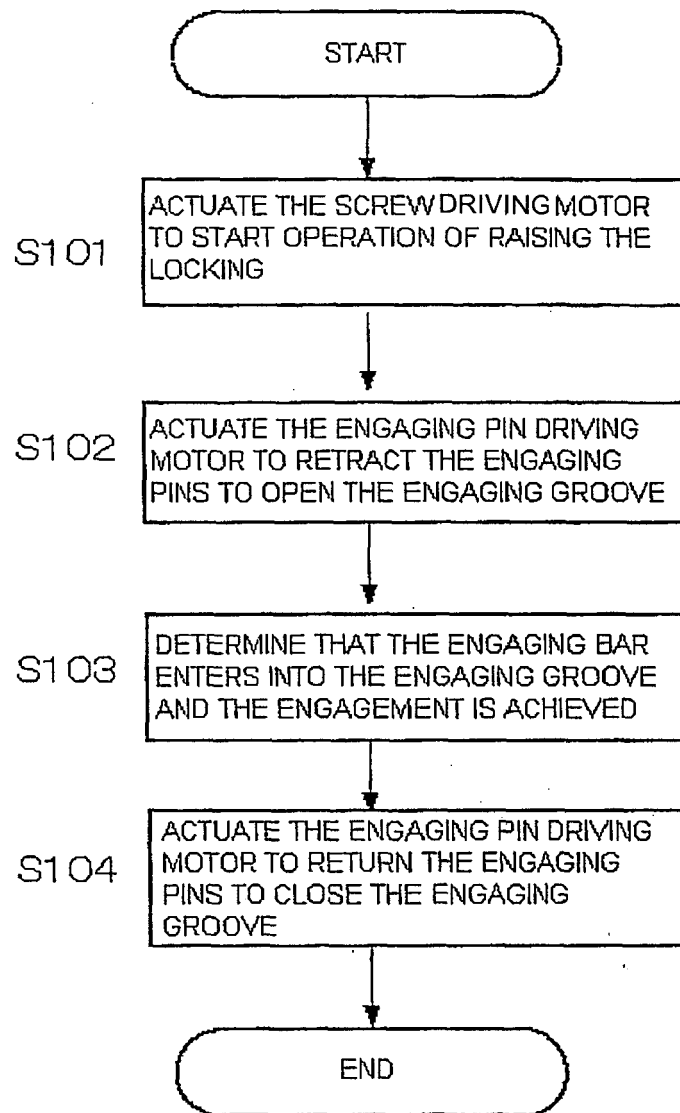 START
S101
ACTUATE THE SCREW DRIVING MOTOR
TO START OPERATION OF RAISING THE
LOCKING
S102
ACTUATE THE ENGAGING PIN DRIVING
MOTOR TO RETRACT THE ENGAGING
PINS TO OPEN THE ENGAGING GROOVE
S103
DETERMINE THAT THE ENGAGING BAR
ENTERS INTO THE ENGAGING GROOVE
AND THE ENGAGEMENT IS ACHIEVED
S104
ACTUATE THE ENGAGING PIN DRIVING
MOTOR TO RETURN THE ENGAGING
PINS TO CLOSE THE ENGAGING
GROOVE
END